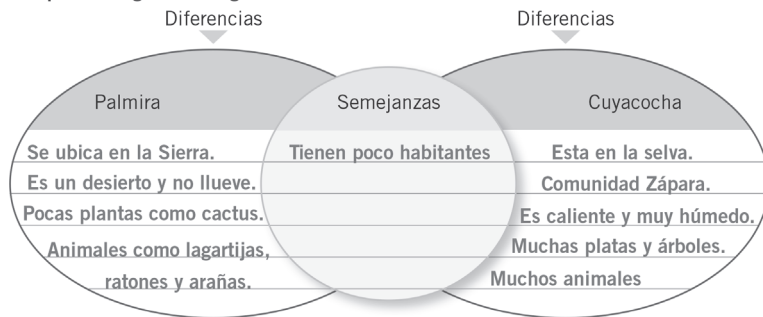 Diferencias
Diferencias
Palmira
Semejanzas
Cuyacocha
Se ubica en la Sierra.
Es un desierto y no llueve.
Pocas plantas como cactus.
Animales como lagartijas,
ratones y arañas.
Tienen poco habitantes
Esta en la selva.
Comunidad Zápara.
Es caliente y muy húmedo.
Muchas platas y árboles.
Muchos animales